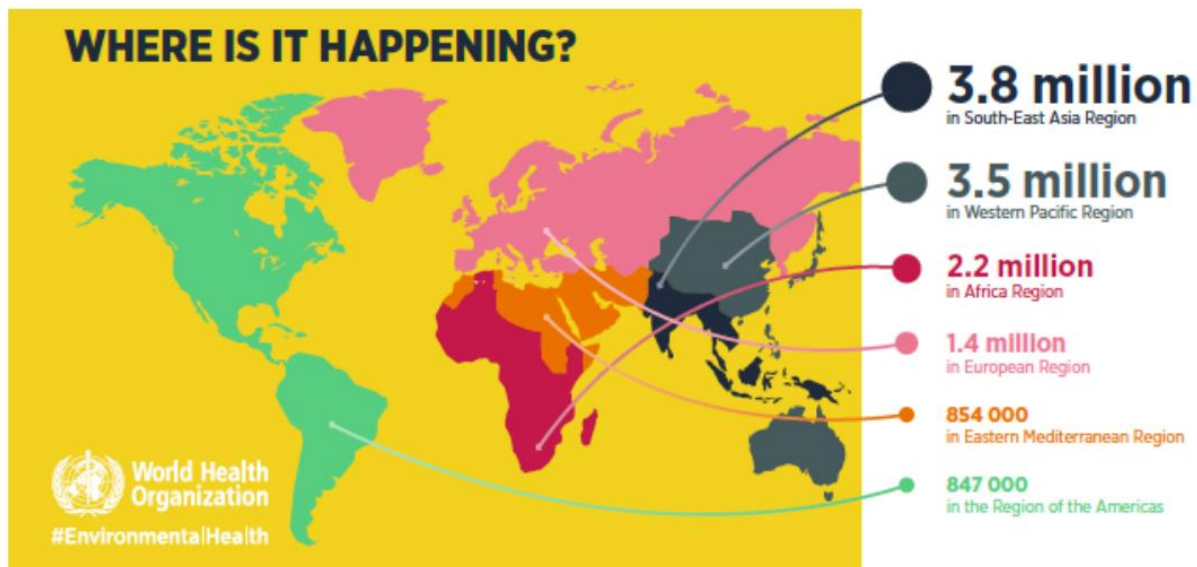 WHERE IS IT HAPPENING?
3.8 million
in South-East Asia Region
3.5 million
in Western Pacific Region
2.2 million
in Africa Region
1.4 million
in European Region
854 000
in Eastern Mediterranean Region
847 000
in the Region of the Americas
World Health
Organization
#EnvironmentalHealth